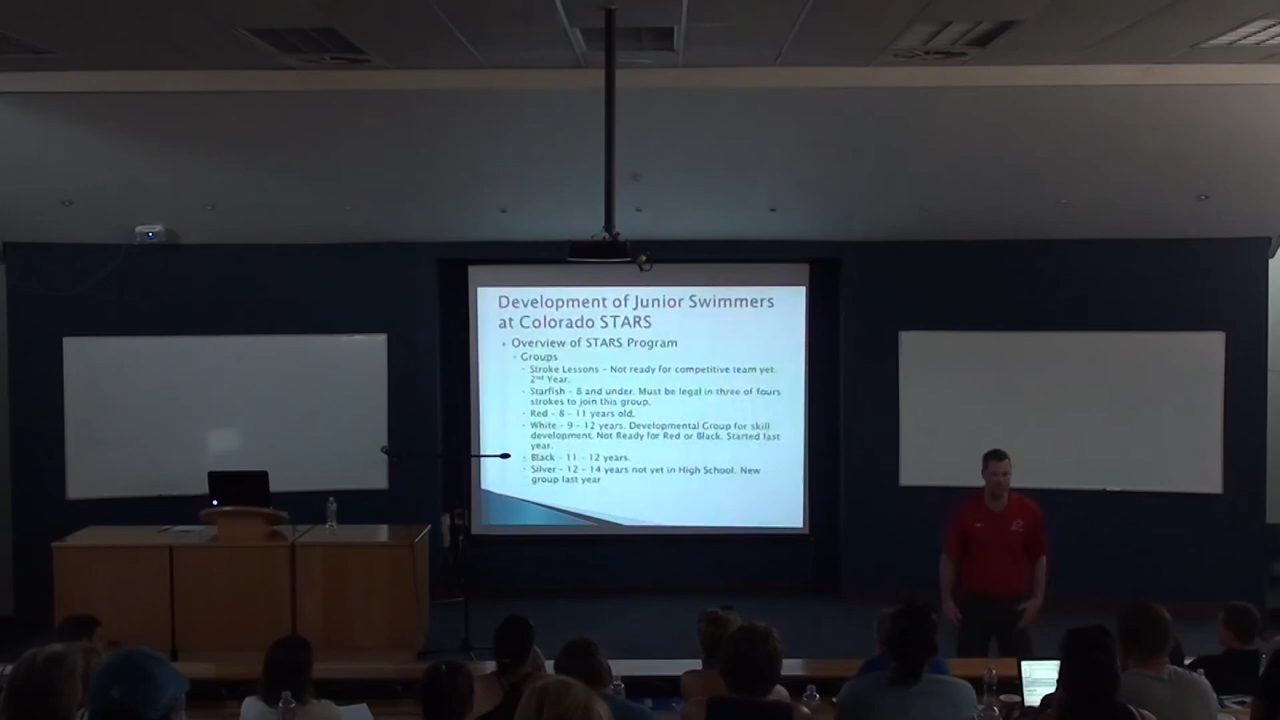 Development of Junior Swimmers
at Colorado STARS
Overview of STARS Program
Groups
Stroke Lessons - Not ready for competitive team yet.
2nd Year.
Starfish - 8 and under. Must be legal in three of fours
strokes to join this group.
Red - 8 - 11 years old.
White - 9 - 12 years. Developmental Group for skill
development. Not Ready for Red or Black. Started last
year.
Black - 11 - 12 years.
Silver - 12 - 14 years not yet in High School. New
group last year